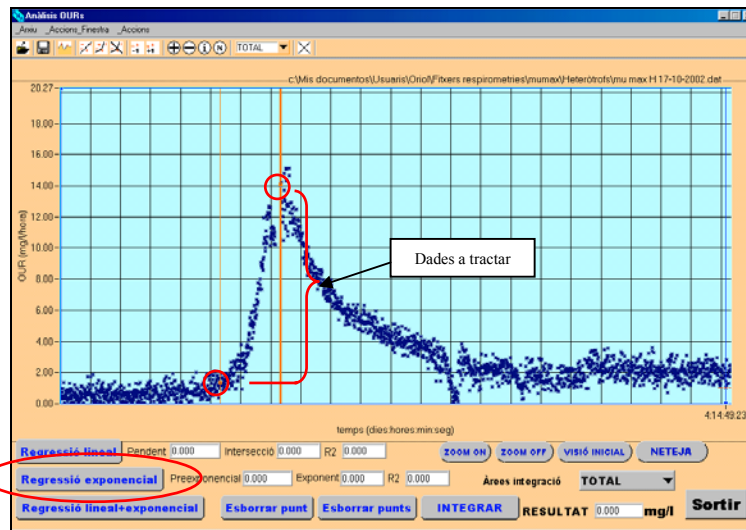 Anàlisis OURs
_Arxiu _Accions_Finestra _Accions
TOTAL
c:\Mis documentos\Usuaris\Oriol\Fitxers respirometries\mumax\Heteròtrofs\mu max H 17-10-2002.dat
20.27
18.00
16.00
14.00
12.00
10.00
8.00
6.00
4.00
2.00
0.00
OUR (mg/l/hora)
Dades a tractar
4:14:49:23
temps (dies:hores:min:seg)
Regressió lineal Pendent 0.000 Intersecció 0.000 R2 0.000 ZOOM ON) ZOOM OFF) VISIÓ INICIAL) NETEJA
Regressió exponencial Preexponencial 0.000 Exponent 0.000 R2 0.000 Àrees integració TOTAL
Regressió lineal+exponencial Esborrar punt Esborrar punts INTEGRAR RESULTAT 0.000 mg/l Sortir